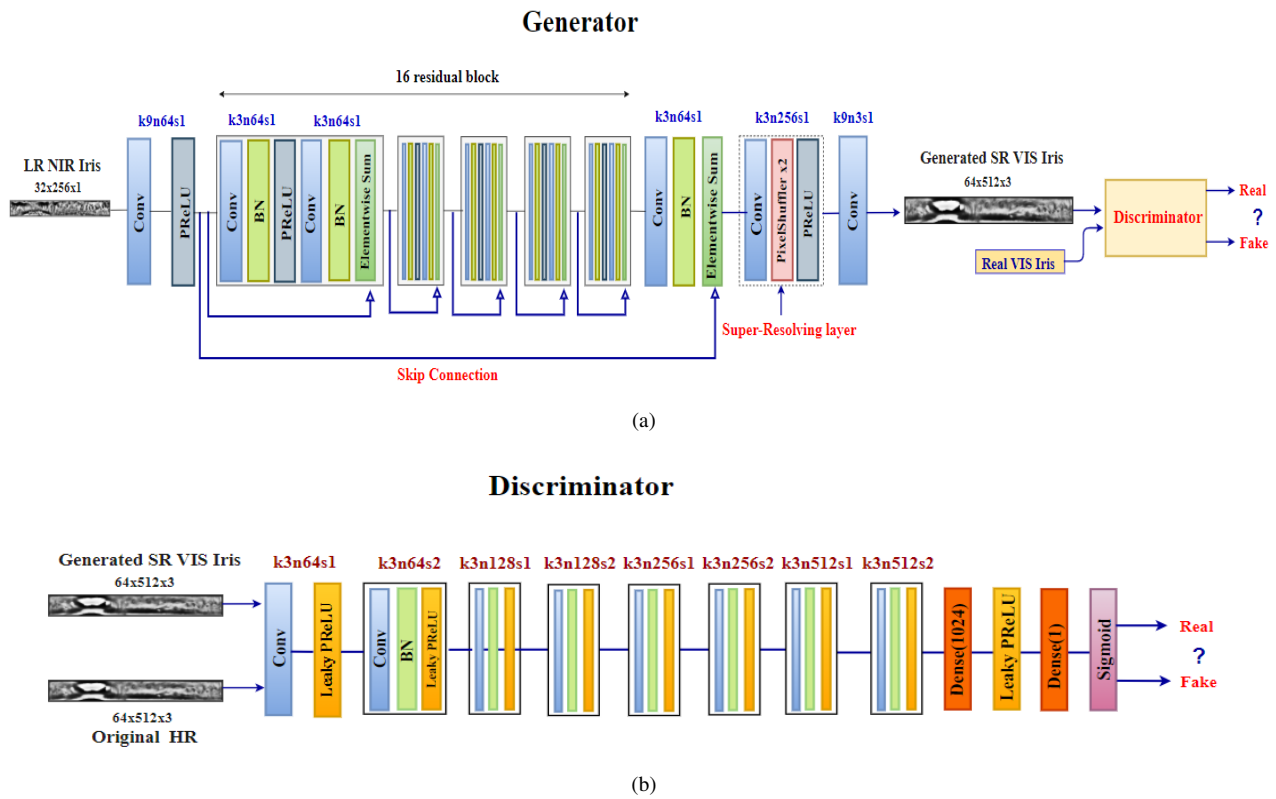 Generator
16 residual block
k9n64s1
k3n64s1
k3n64s1
k3n64s1
k3n256s1
k9n3s1
LR NIR Iris
32x256x1
Conv
PReLU
Conv
BN
PReLU
Conv
BN
Elementwise Sum
Conv
BN
Elementwise Sum
Conv
PixelShuffler x2
PReLU
Conv
Generated SR VIS Iris
64x512x3
Real VIS Iris
Discriminator
Real
?
Fake
Super-Resolving layer
Skip Connection
(a)
Discriminator
Generated SR VIS Iris
64x512x3
64x512x3
Original HR
k3n64s1
k3n64s2
k3n128s1
k3n128s2
k3n256s1
k3n256s2
k3n512s1
k3n512s2
Conv
Leaky PReLU
Conv
BN
Leaky PReLU
Dense(1024)
Leaky PReLU
Dense(1)
Sigmoid
Real
?
Fake
(b)